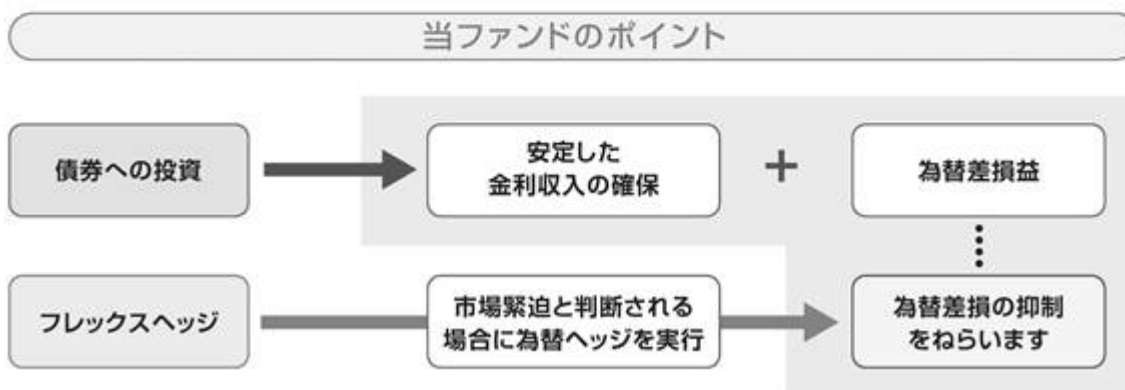 当ファンドのポイント
債券への投資
安定した
金利収入の確保
+
為替差損益
フレックスヘッジ
市場緊迫と判断される
場合に為替ヘッジを実行
為替差損の抑制
をねらいます